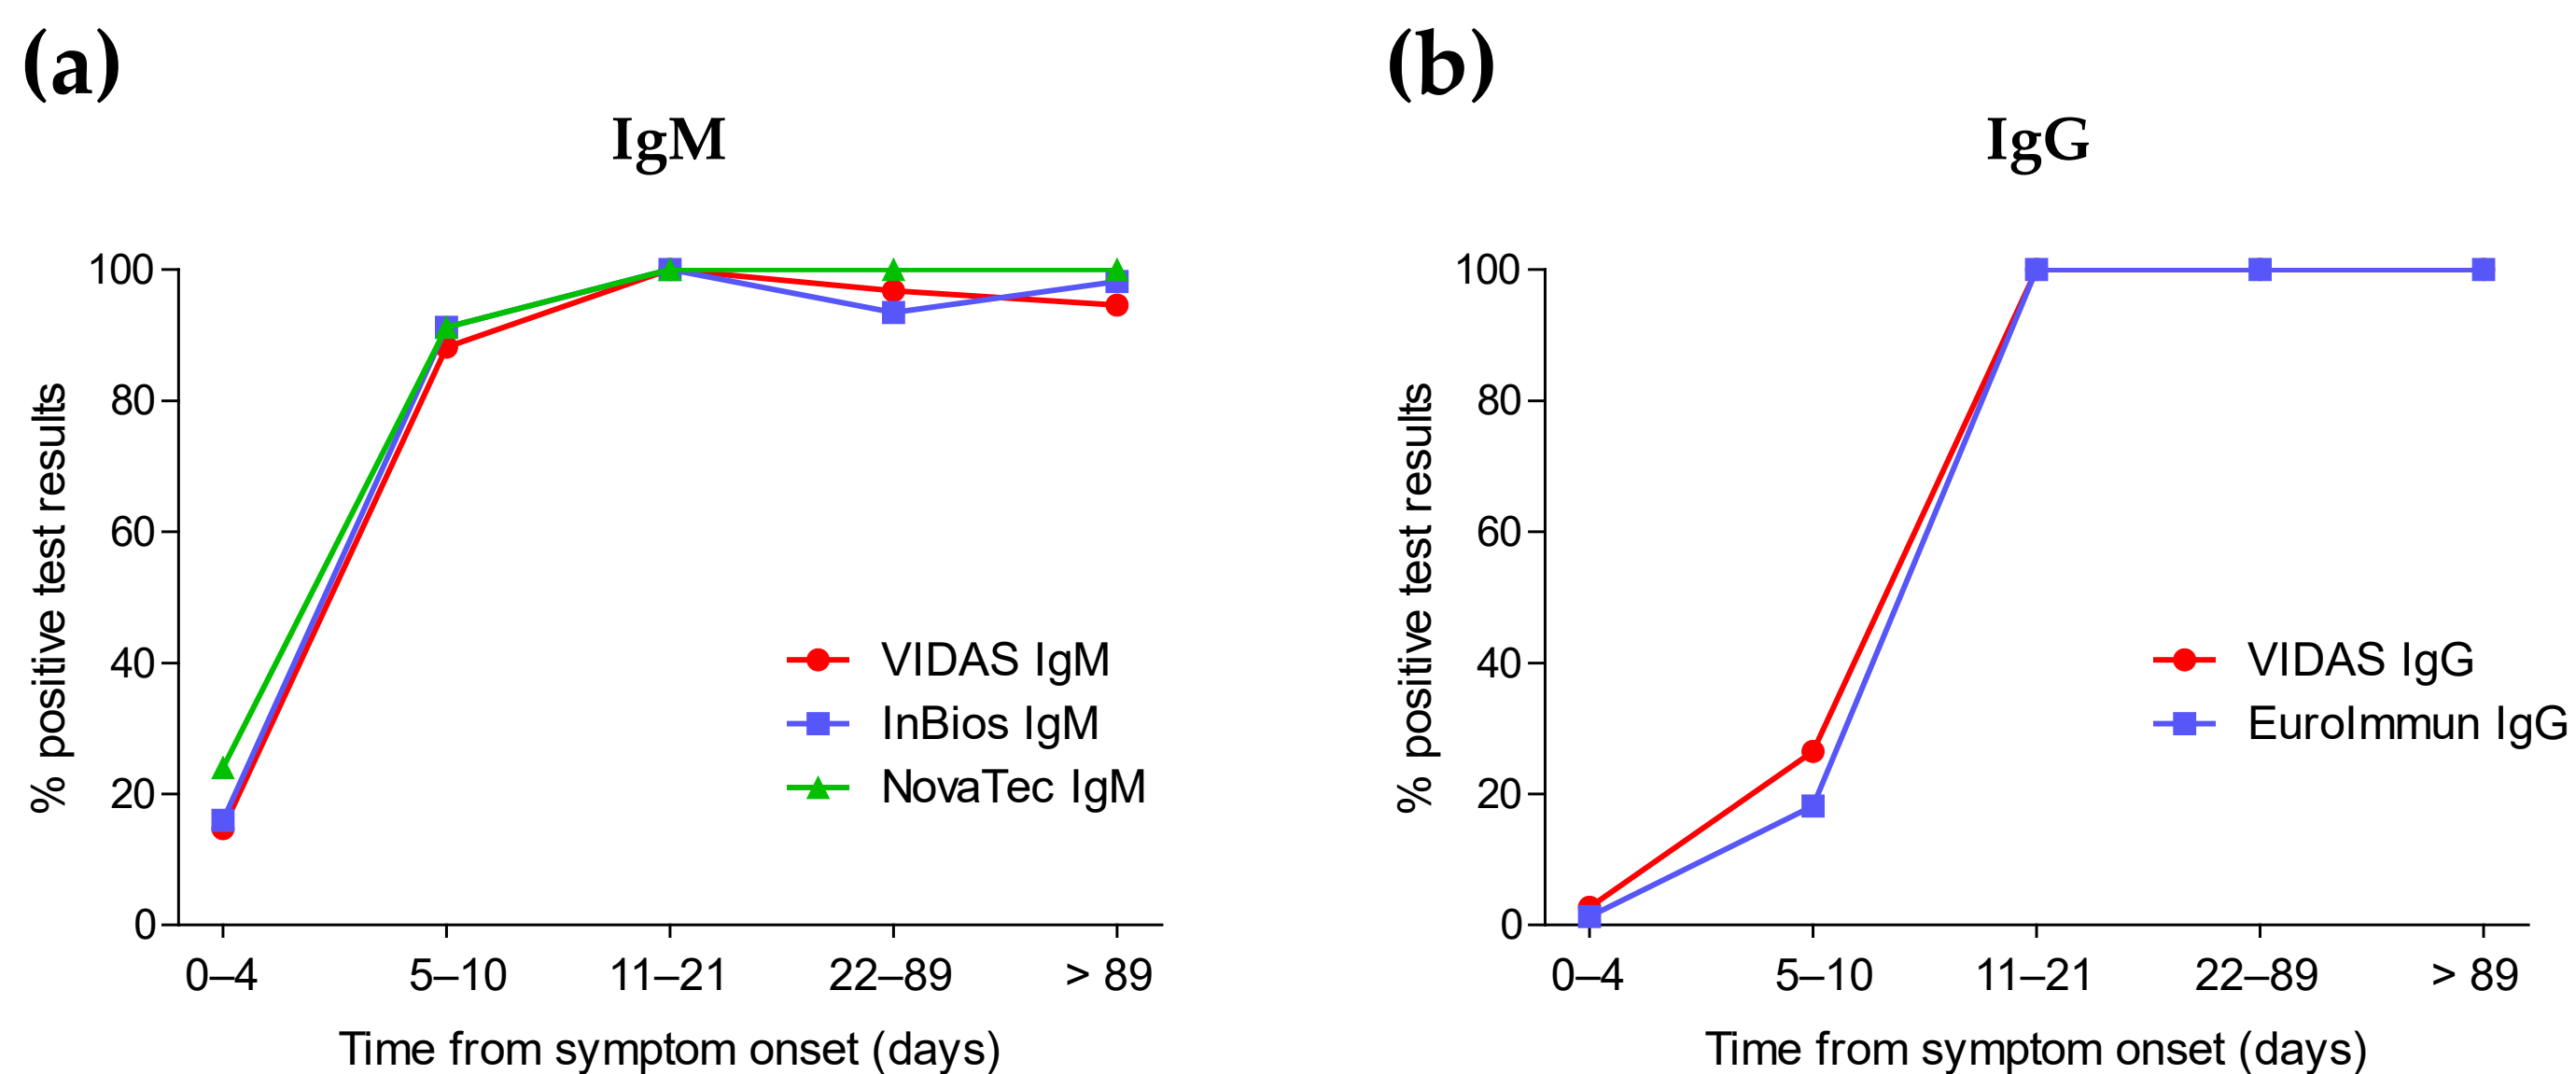 (a)
IgM
% positive test results
100
80
60
40
20
0
0–4
5–10
11–21
22–89
> 89
Time from symptom onset (days)
VIDAS IgM
InBios IgM
NovaTec IgM
(b)
IgG
% positive test results
100
80
60
40
20
0
0–4
5–10
11–21
22–89
> 89
Time from symptom onset (days)
VIDAS IgG
EuroImmun IgG